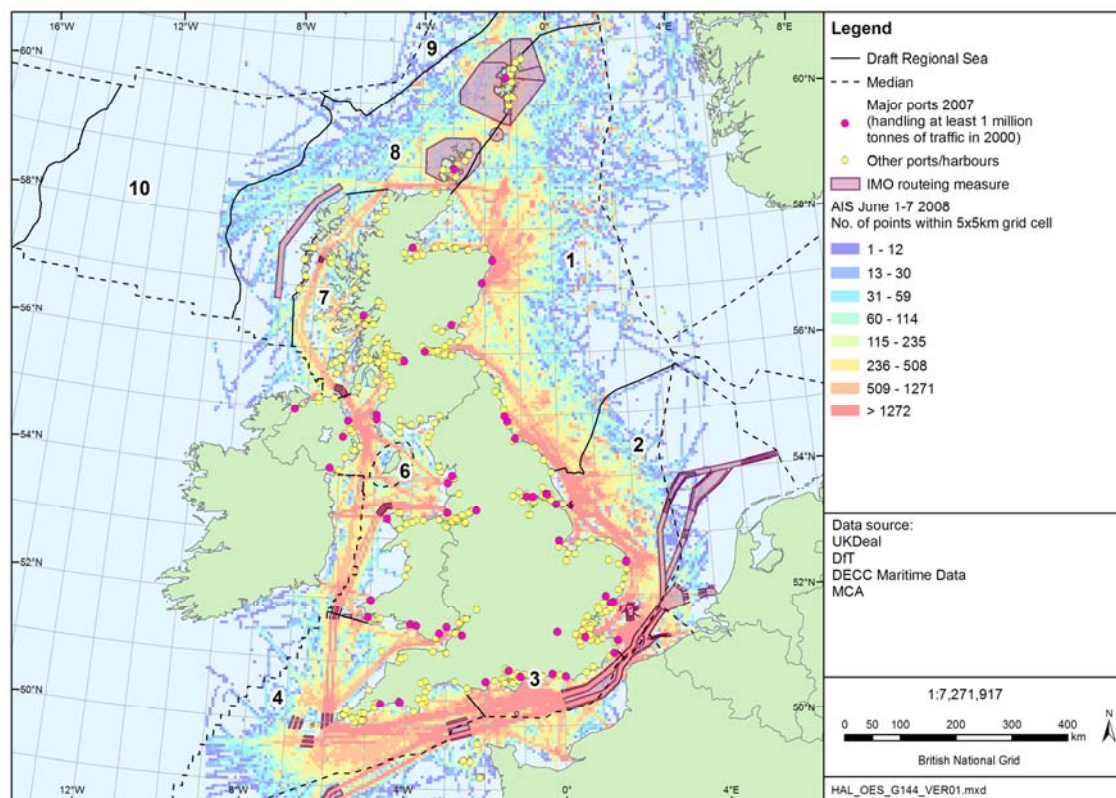 16°W 12°W 8°W 4°W 0° 4°E 8°E
60°N
58°N
56°N
54°N
52°N
50°N
60°N
58°N
56°N
54°N
52°N
50°N
12°W 8°W 4°W 0° 4°E
9
8
10
1
7
2
6
3
4
Legend
Draft Regional Sea
Median
Major ports 2007
(handling at least 1 million
tonnes of traffic in 2000)
Other ports/harbours
IMO routeing measure
AIS June 1-7 2008
No. of points within 5x5km grid cell
1 - 12
13 - 30
31 - 59
60 - 114
115 - 235
236 - 508
509 - 1271
> 1272
Data source:
UKDeal
DfT
DECC Maritime Data
MCA
1:7,271,917
N
0 50 100 200 300 400
km
British National Grid
HAL_OES_G144_VER01.mxd